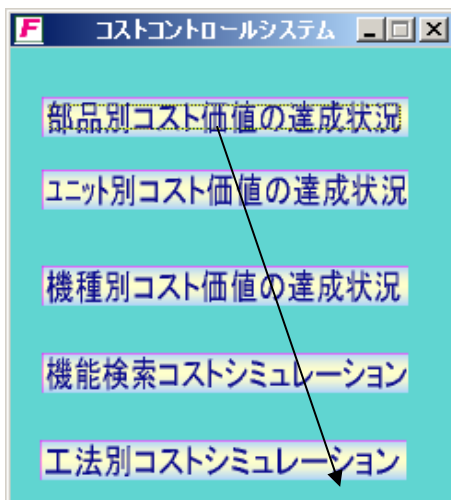 F コストコントロールシステム
部品別コスト価値の達成状況
ユニット別コスト価値の達成状況
機種別コスト価値の達成状況
機能検索コストシミュレーション
工法別コストシミュレーション